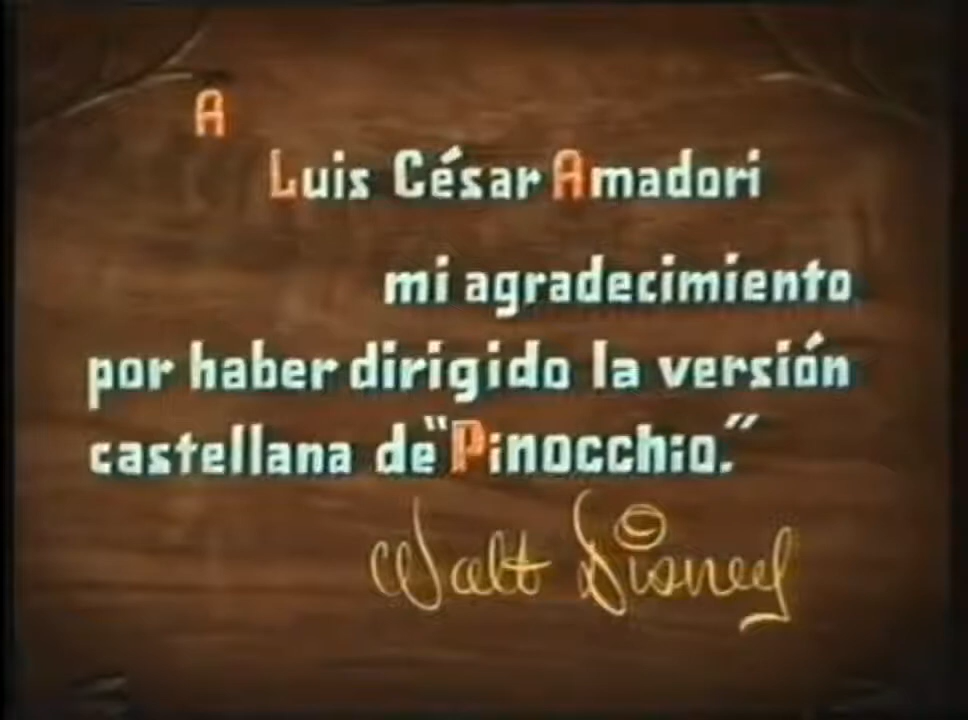 A
Luis César Amadori
mi agradecimiento
por haber dirigido la versión
castellana de "Pinocchio."
Walt Disney